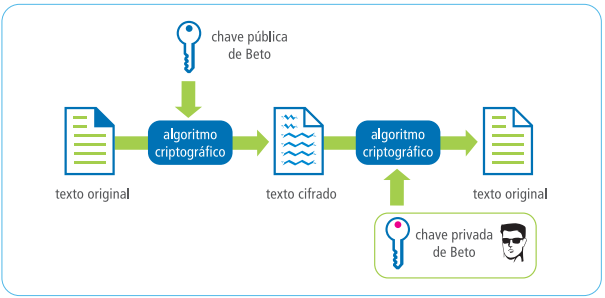 chave pública
de Beto
algoritmo
criptográfico
algoritmo
criptográfico
texto original
texto cifrado
texto original
chave privada
de Beto